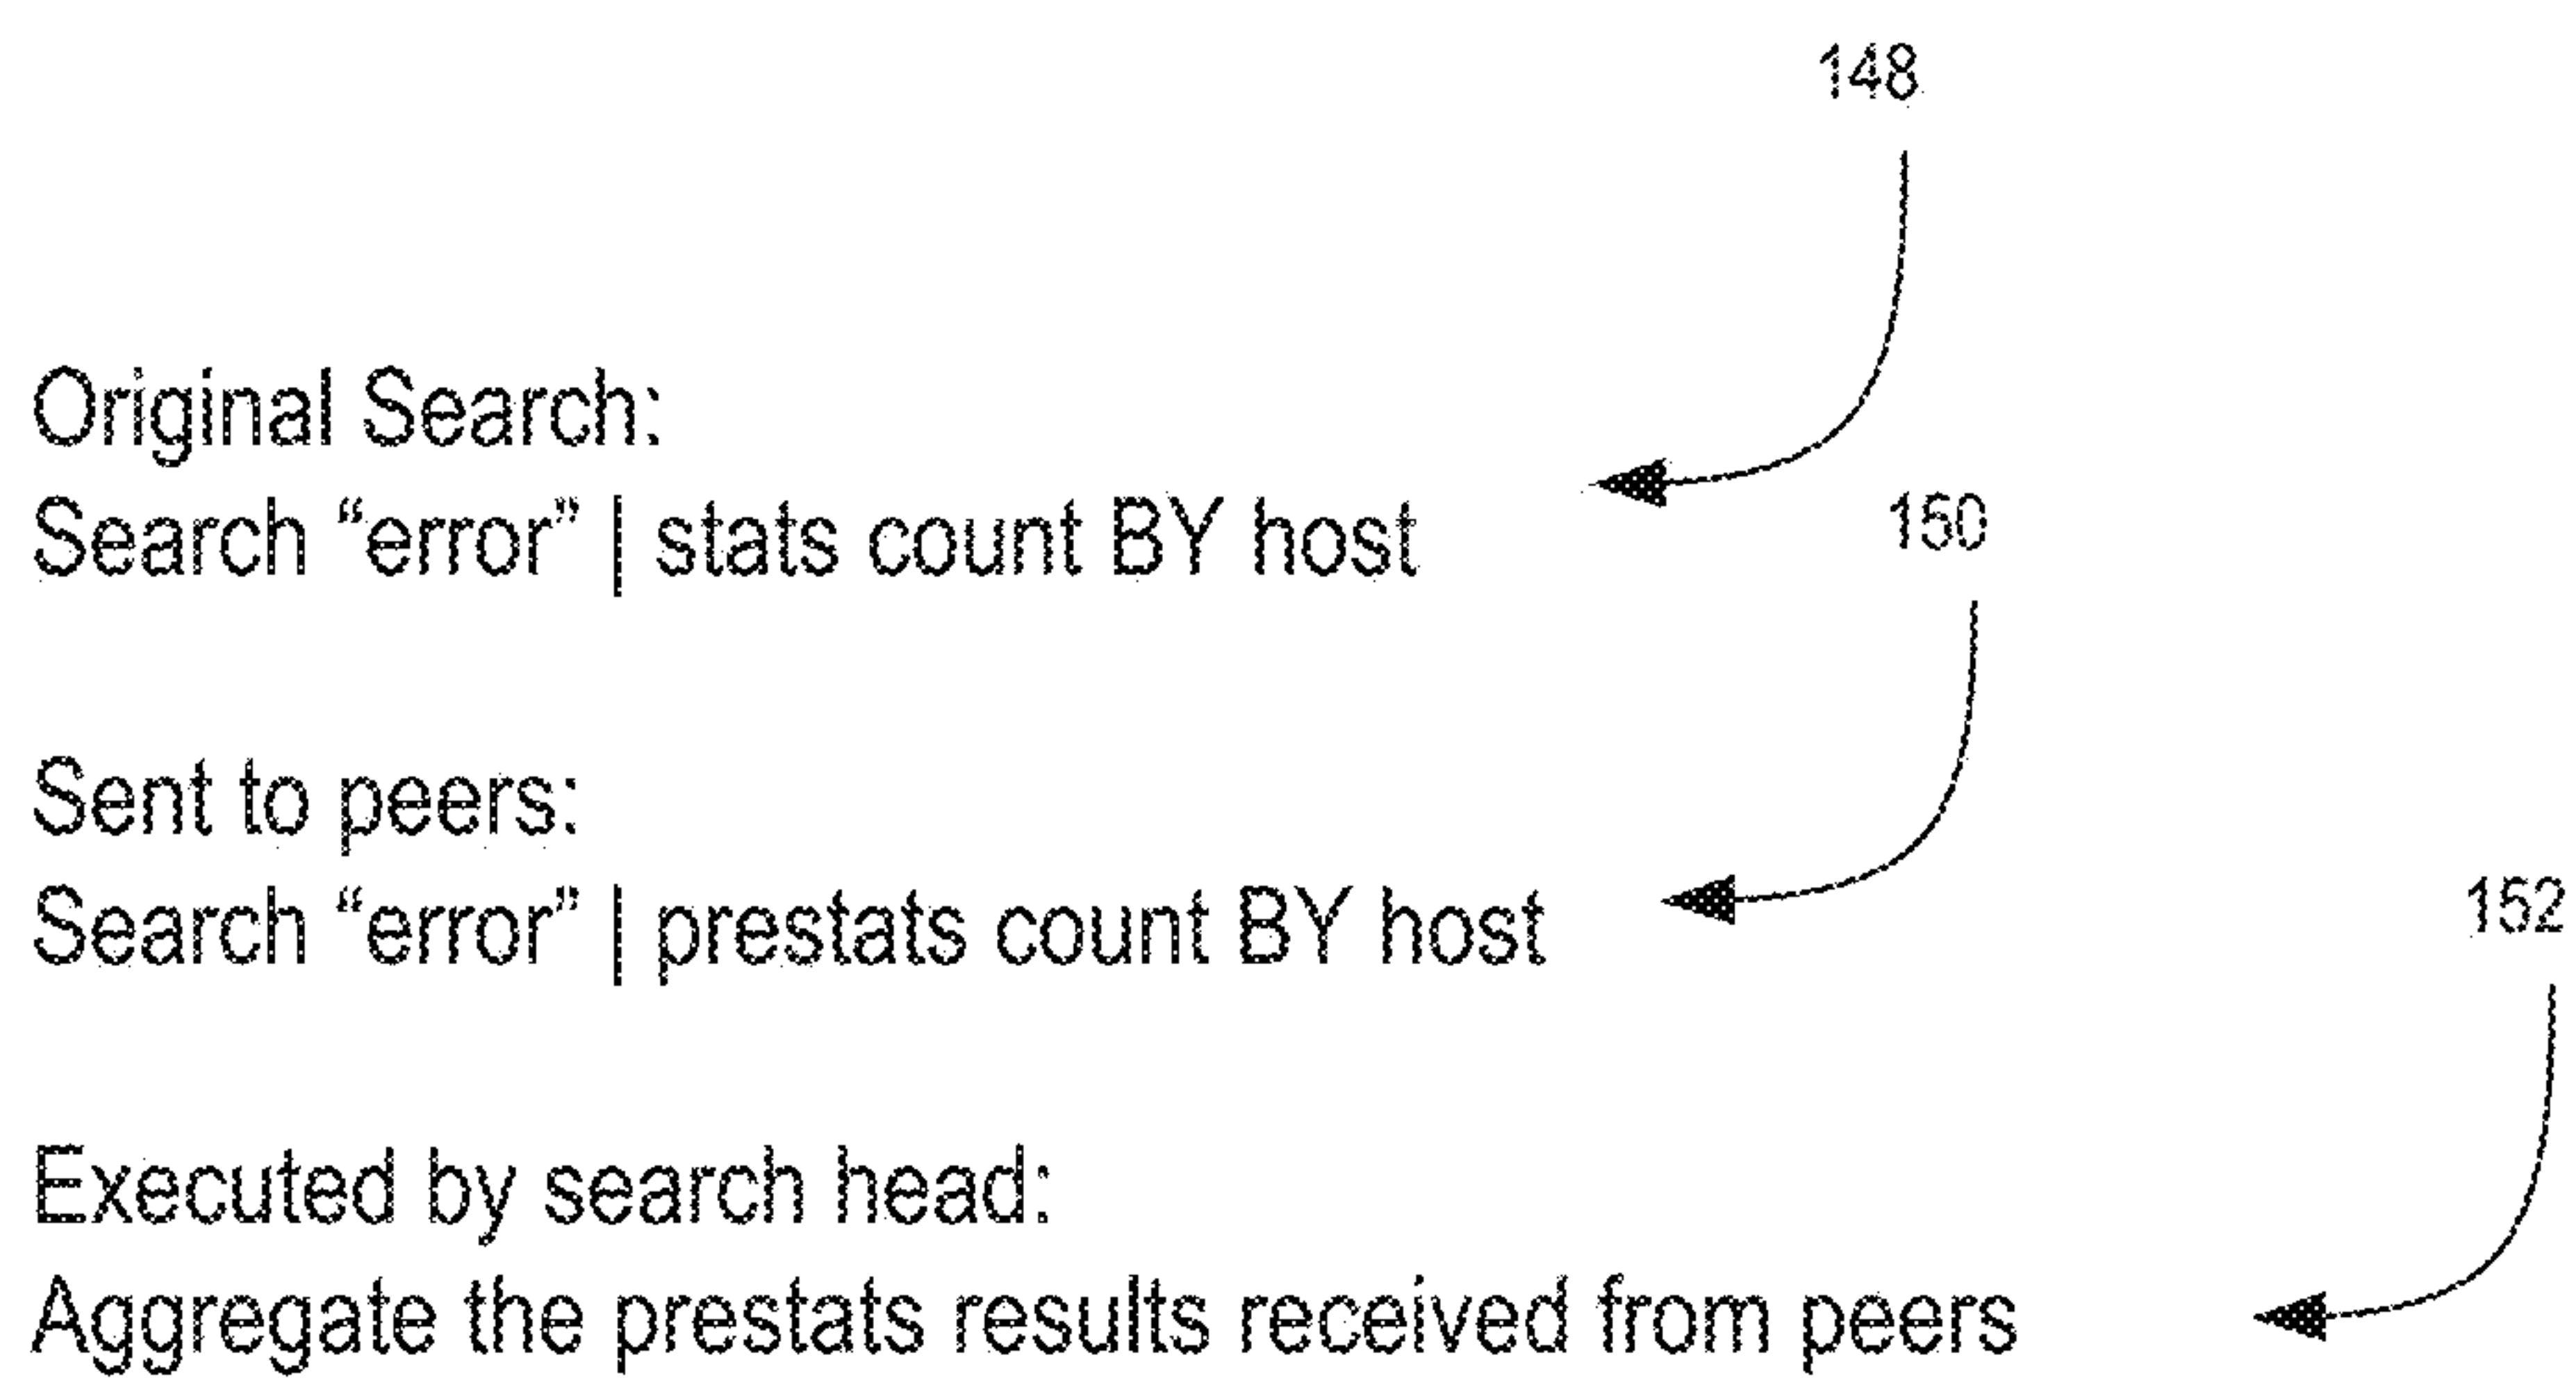 148
Original Search:
Search “error” | stats count BY host
150
Sent to peers:
Search “error” | prestats count BY host
152
Executed by search head:
Aggregate the prestats results received from peers